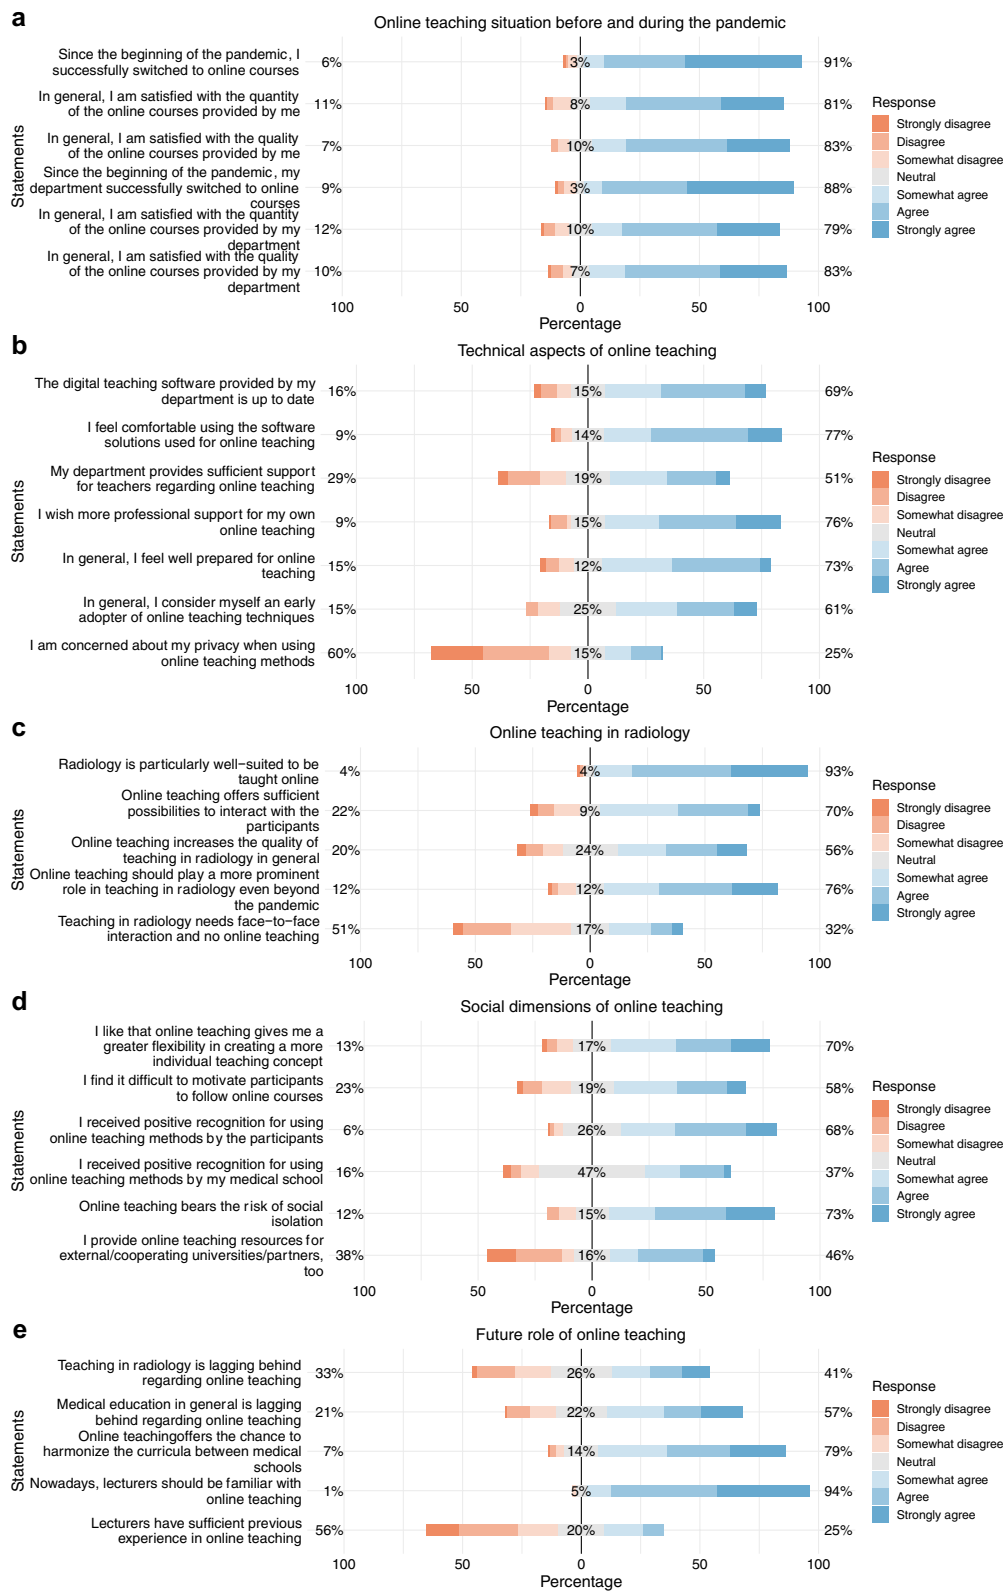 a
Online teaching situation before and during the pandemic
Statements
Since the beginning of the pandemic, I
successfully switched to online courses
6% 3% 91%
In general, I am satisfied with the quantity
of the online courses provided by me
11% 8% 81%
In general, I am satisfied with the quality
of the online courses provided by me
7% 10% 83%
Since the beginning of the pandemic, my
department successfully switched to online
courses
9% 3% 88%
In general, I am satisfied with the quantity
of the online courses provided by my
department
12% 10% 79%
In general, I am satisfied with the quality
of the online courses provided by my
department
10% 7% 83%
100 50 0 50 100
Percentage
Response
Strongly disagree
Disagree
Somewhat disagree
Neutral
Somewhat agree
Agree
Strongly agree
b
Technical aspects of online teaching
Statements
The digital teaching software provided by my
department is up to date
16% 15% 69%
I feel comfortable using the software
solutions used for online teaching
9% 14% 77%
My department provides sufficient support
for teachers regarding online teaching
29% 19% 51%
I wish more professional support for my own
online teaching
9% 15% 76%
In general, I feel well prepared for online
teaching
15% 12% 73%
In general, I consider myself an early
adopter of online teaching techniques
15% 25% 61%
I am concerned about my privacy when using
online teaching methods
60% 15% 25%
100 50 0 50 100
Percentage
Response
Strongly disagree
Disagree
Somewhat disagree
Neutral
Somewhat agree
Agree
Strongly agree
c
Online teaching in radiology
Statements
Radiology is particularly well−suited to be
taught online
4% 4% 93%
Online teaching offers sufficient
possibilities to interact with the
participants
22% 9% 70%
Online teaching increases the quality of
teaching in radiology in general
20% 24% 56%
Online teaching should play a more prominent
role in teaching in radiology even beyond
the pandemic
12% 12% 76%
Teaching in radiology needs face−to−face
interaction and no online teaching
51% 17% 32%
100 50 0 50 100
Percentage
Response
Strongly disagree
Disagree
Somewhat disagree
Neutral
Somewhat agree
Agree
Strongly agree
d
Social dimensions of online teaching
Statements
I like that online teaching gives me a
greater flexibility in creating a more
individual teaching concept
13% 17% 70%
I find it difficult to motivate participants
to follow online courses
23% 19% 58%
I received positive recognition for using
online teaching methods by the participants
6% 26% 68%
I received positive recognition for using
online teaching methods by my medical school
16% 47% 37%
Online teaching bears the risk of social
isolation
12% 15% 73%
I provide online teaching resources for
external/cooperating universities/partners,
too
38% 16% 46%
100 50 0 50 100
Percentage
Response
Strongly disagree
Disagree
Somewhat disagree
Neutral
Somewhat agree
Agree
Strongly agree
e
Future role of online teaching
Statements
Teaching in radiology is lagging behind
regarding online teaching
33% 26% 41%
Medical education in general is lagging
behind regarding online teaching
21% 22% 57%
Online teachingoffers the chance to
harmonize the curricula between medical
schools
7% 14% 79%
Nowadays, lecturers should be familiar with
online teaching
1% 5% 94%
Lecturers have sufficient previous
experience in online teaching
56% 20% 25%
100 50 0 50 100
Percentage
Response
Strongly disagree
Disagree
Somewhat disagree
Neutral
Somewhat agree
Agree
Strongly agree